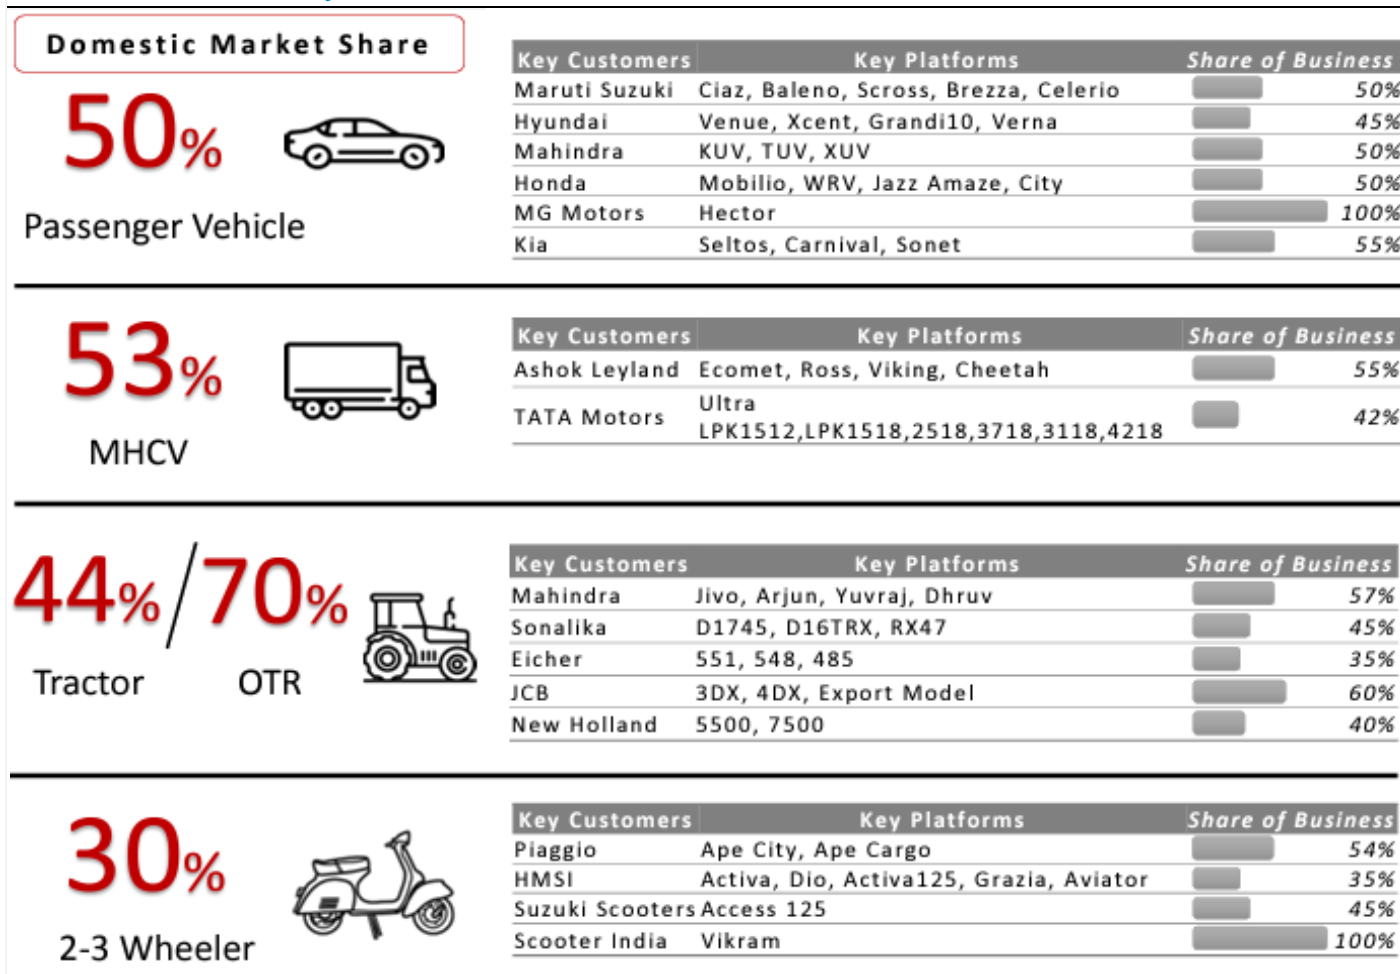 Domestic Market Share
50%
Passenger Vehicle
Key Customers Key Platforms Share of Business
Maruti Suzuki Ciaz, Baleno, Scross, Brezza, Celerio 50%
Hyundai Venue, Xcent, Grandi10, Verna 45%
Mahindra KUV, TUV, XUV 50%
Honda Mobilio, WRV, Jazz Amaze, City 50%
MG Motors Hector 100%
Kia Seltos, Carnival, Sonet 55%
53%
MHCV
Key Customers Key Platforms Share of Business
Ashok Leyland Ecomet, Ross, Viking, Cheetah 55%
TATA Motors Ultra 42%
LPK1512,LPK1518,2518,3718,3118,4218
44% / 70%
Tractor OTR
Key Customers Key Platforms Share of Business
Mahindra Jivo, Arjun, Yuvraj, Dhruv 57%
Sonalika D1745, D16TRX, RX47 45%
Eicher 551, 548, 485 35%
JCB 3DX, 4DX, Export Model 60%
New Holland 5500, 7500 40%
30%
2-3 Wheeler
Key Customers Key Platforms Share of Business
Piaggio Ape City, Ape Cargo 54%
HMSI Activa, Dio, Activa125, Grazia, Aviator 35%
Suzuki Scooters Access 125 45%
Scooter India Vikram 100%